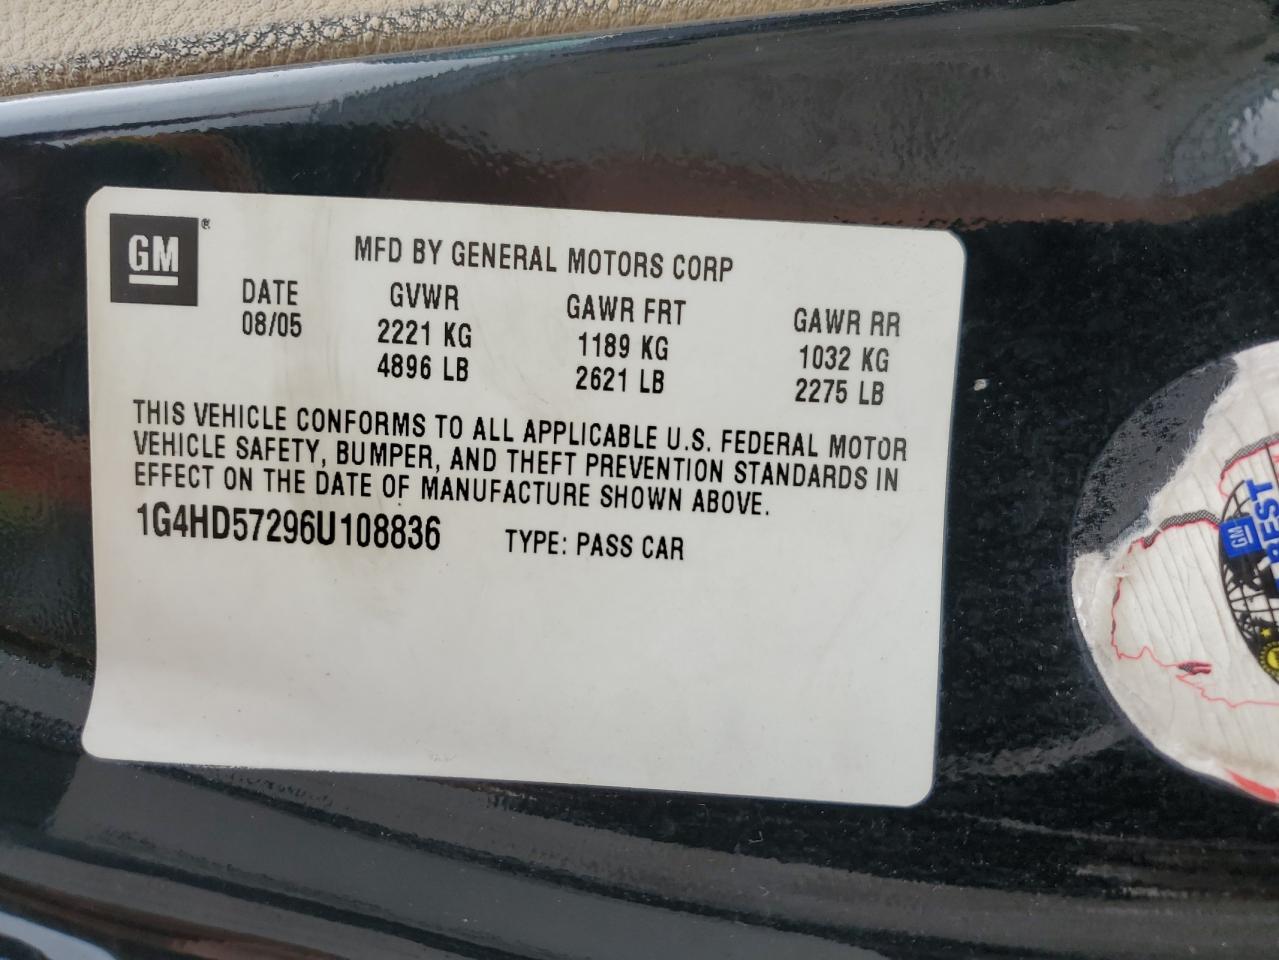 GM ®
MFD BY GENERAL MOTORS CORP
DATE GVWR GAWR FRT GAWR RR
08/05 2221 KG 1189 KG 1032 KG
4896 LB 2621 LB 2275 LB
THIS VEHICLE CONFORMS TO ALL APPLICABLE U.S. FEDERAL MOTOR
VEHICLE SAFETY, BUMPER, AND THEFT PREVENTION STANDARDS IN
EFFECT ON THE DATE OF MANUFACTURE SHOWN ABOVE.
1G4HD57296U108836 TYPE: PASS CAR
GM
BEST